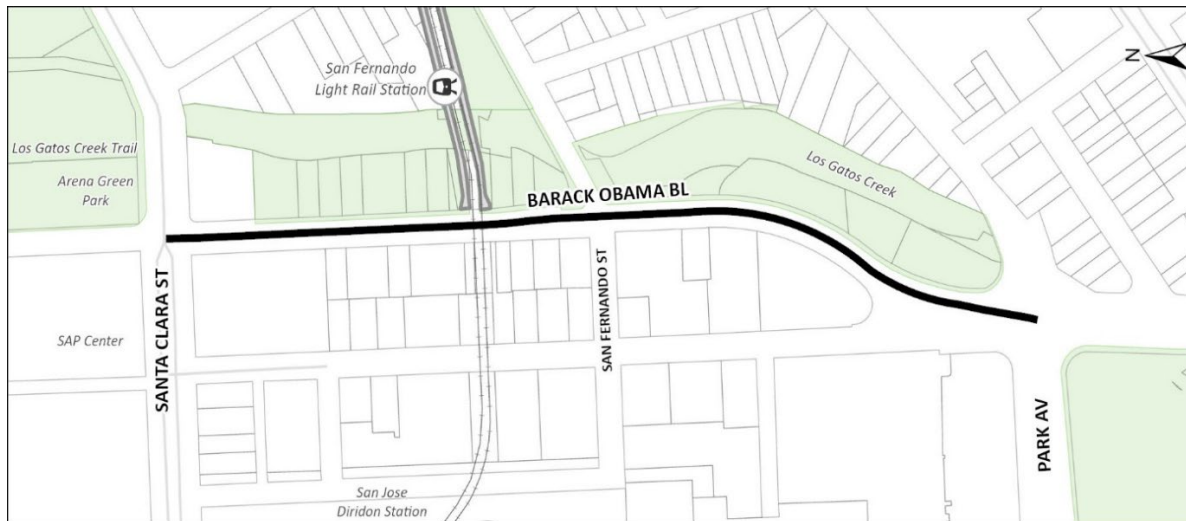 San Fernando
Light Rail Station
N
Los Gatos Creek Trail
Arena Green
Park
Los Gatos Creek
BARACK OBAMA BL
SANTA CLARA ST
SAN FERNANDO ST
SAP Center
PARK AV
San Jose
Diridon Station